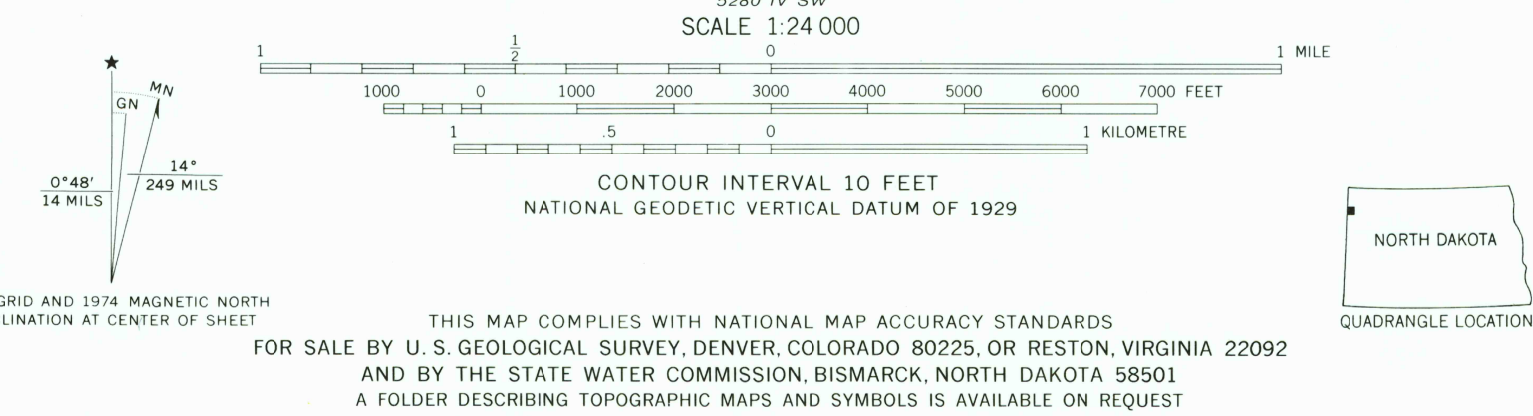 5280 IV SW
SCALE 1:24 000
1 1/2 0 1 MILE
1000 0 1000 2000 3000 4000 5000 6000 7000 FEET
1 .5 0 1 KILOMETRE
CONTOUR INTERVAL 10 FEET
NATIONAL GEODETIC VERTICAL DATUM OF 1929
★
MN
GN
14°
249 MILS
0°48'
14 MILS
GRID AND 1974 MAGNETIC NORTH
LINATION AT CENTER OF SHEET
NORTH DAKOTA
QUADRANGLE LOCATION
THIS MAP COMPLIES WITH NATIONAL MAP ACCURACY STANDARDS
FOR SALE BY U. S. GEOLOGICAL SURVEY, DENVER, COLORADO 80225, OR RESTON, VIRGINIA 22092
AND BY THE STATE WATER COMMISSION, BISMARCK, NORTH DAKOTA 58501
A FOLDER DESCRIBING TOPOGRAPHIC MAPS AND SYMBOLS IS AVAILABLE ON REQUEST